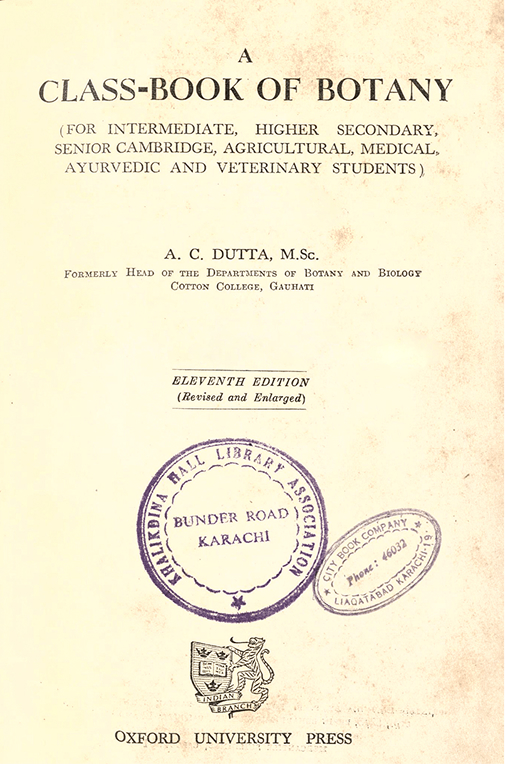 A
CLASS-BOOK OF BOTANY
(FOR INTERMEDIATE, HIGHER SECONDARY,
SENIOR CAMBRIDGE, AGRICULTURAL, MEDICAL,
AYURVEDIC AND VETERINARY STUDENTS)
A. C. DUTTA, M.Sc.
FORMERLY HEAD OF THE DEPARTMENTS OF BOTANY AND BIOLOGY
COTTON COLLEGE, GAUHATI
ELEVENTH EDITION
(Revised and Enlarged)
KHALIKDINA HALL LIBRARY ASSOCIATION
BUNDER ROAD
KARACHI
CITY BOOK COMPANY
Phone: 46032
LIAQATABAD KARACHI-19
INDIAN
BRANCH
OXFORD UNIVERSITY PRESS